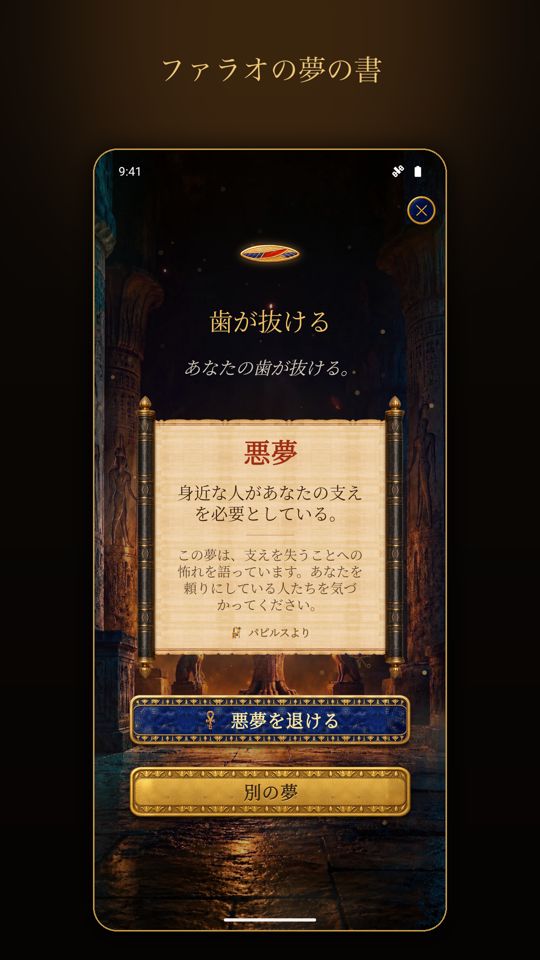 ファラオの夢の書
9:41
歯が抜ける
あなたの歯が抜ける。
悪夢
身近な人があなたの支え
を必要としている。
この夢は、支えを失うことへの
怖れを語っています。あなたを
頼りにしている人たちを気づ
かってください。
パピルスより
悪夢を退ける
別の夢